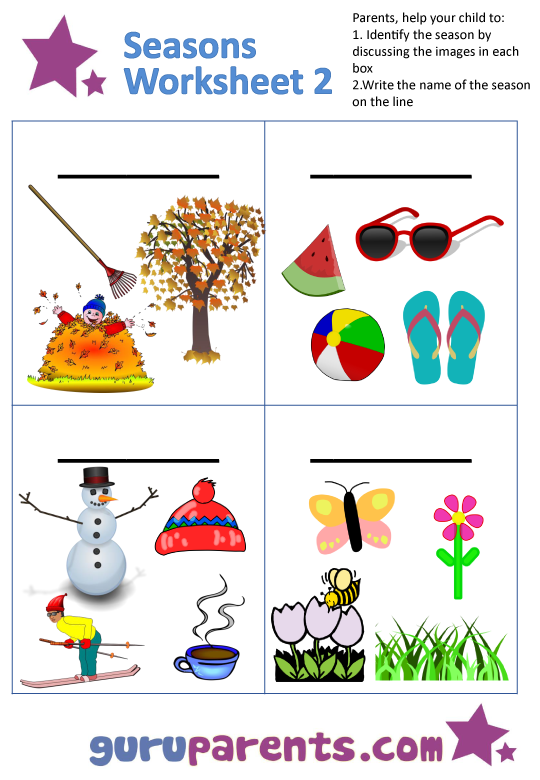 Seasons
Worksheet 2
Parents, help your child to:
1. Identify the season by
discussing the images in each
box
2.Write the name of the season
on the line
guruparents.com